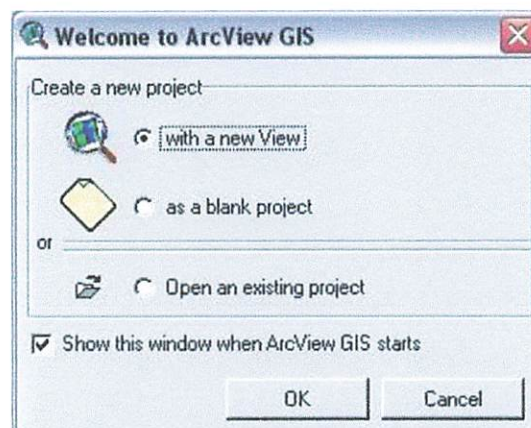 Welcome to ArcView GIS
Create a new project
with a new View
as a blank project
or
Open an existing project
Show this window when ArcView GIS starts
OK
Cancel